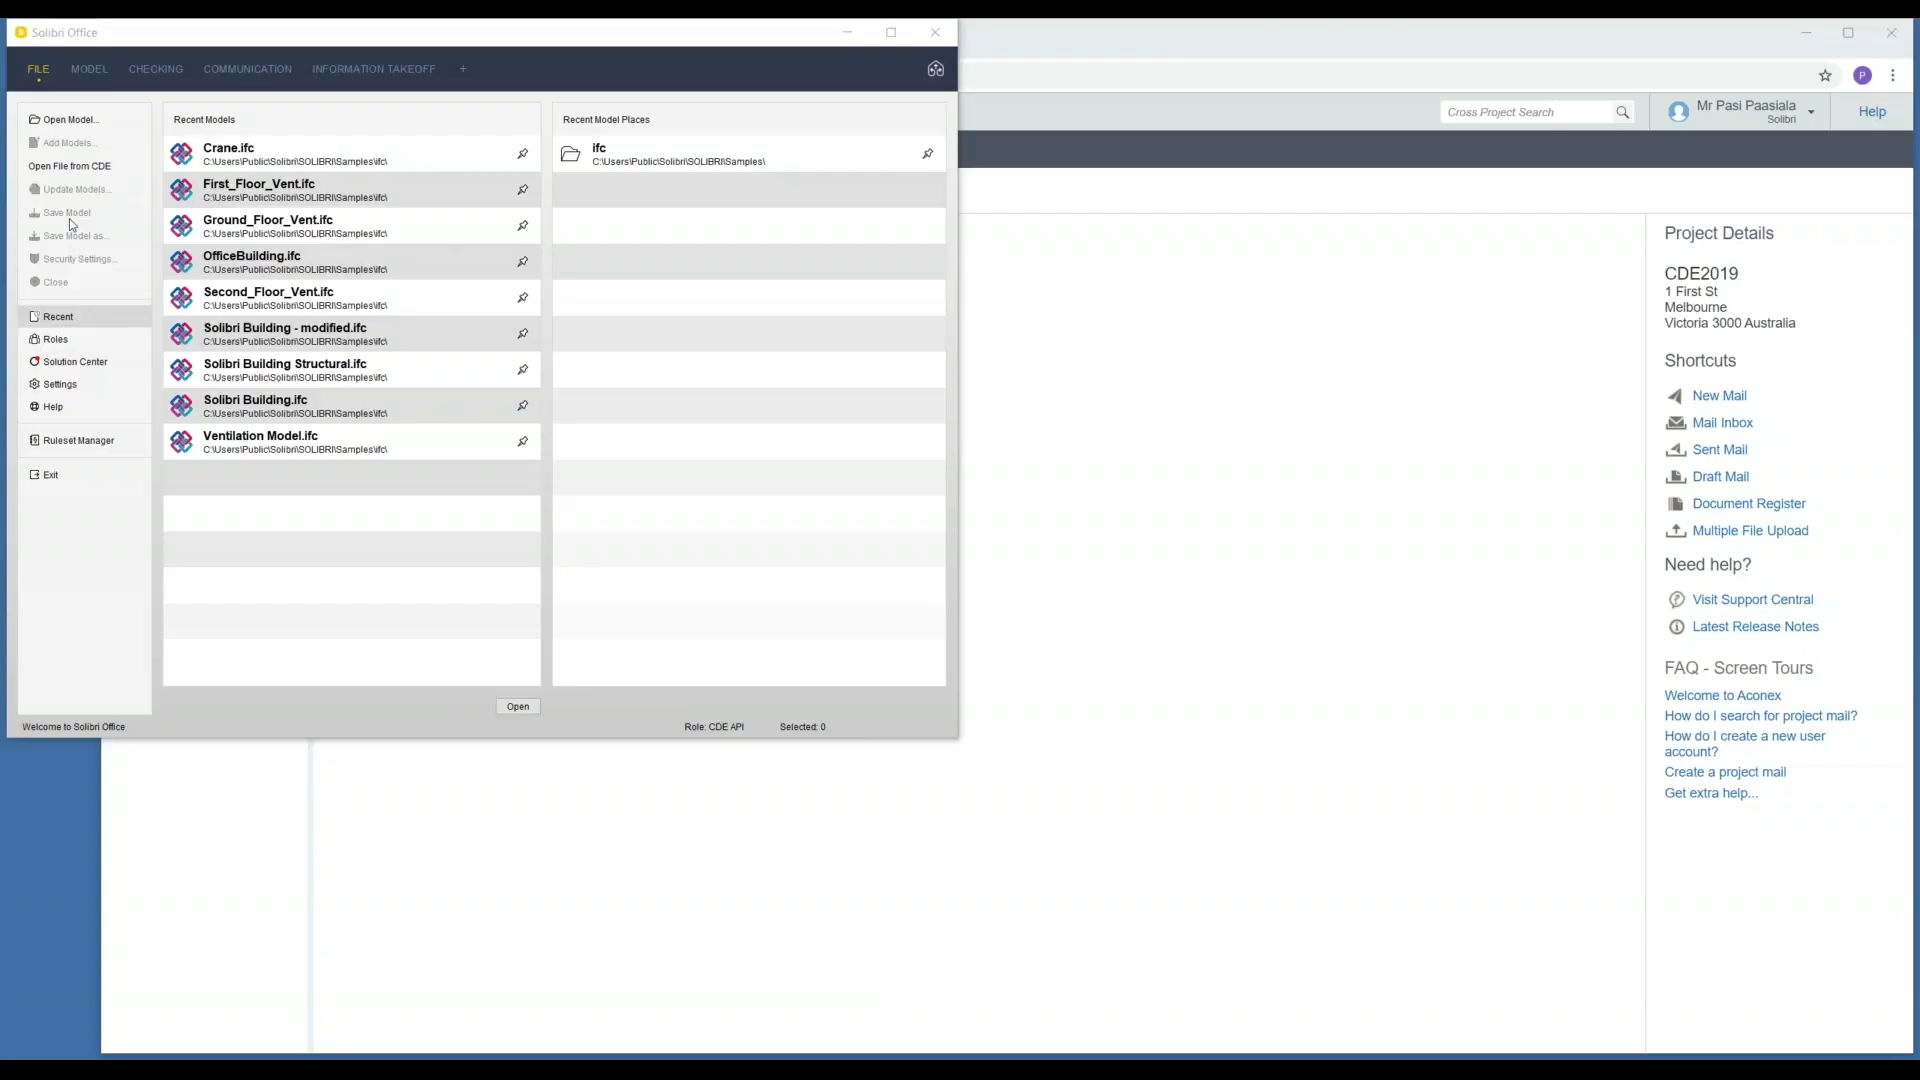 Solibri Office
FILE
MODEL
CHECKING
COMMUNICATION
INFORMATION TAKEOFF
+
Open Model...
Add Models...
Open File from CDE
Update Models...
Save Model
Save Model as...
Security Settings...
Close
Recent
Roles
Solution Center
Settings
Help
Ruleset Manager
Exit
Recent Models
Crane.ifc
C:\Users\Public\Solibri\SOLIBRI\Samples\ifc\
First_Floor_Vent.ifc
C:\Users\Public\Solibri\SOLIBRI\Samples\ifc\
Ground_Floor_Vent.ifc
C:\Users\Public\Solibri\SOLIBRI\Samples\ifc\
OfficeBuilding.ifc
C:\Users\Public\Solibri\SOLIBRI\Samples\ifc\
Second_Floor_Vent.ifc
C:\Users\Public\Solibri\SOLIBRI\Samples\ifc\
Solibri Building - modified.ifc
C:\Users\Public\Solibri\SOLIBRI\Samples\ifc\
Solibri Building Structural.ifc
C:\Users\Public\Solibri\SOLIBRI\Samples\ifc\
Solibri Building.ifc
C:\Users\Public\Solibri\SOLIBRI\Samples\ifc\
Ventilation Model.ifc
C:\Users\Public\Solibri\SOLIBRI\Samples\ifc\
Recent Model Places
ifc
C:\Users\Public\Solibri\SOLIBRI\Samples\
Open
Welcome to Solibri Office
Role: CDE API
Selected: 0
P
Cross Project Search
Mr Pasi Paasiala
Solibri
Help
Project Details
CDE2019
1 First St
Melbourne
Victoria 3000 Australia
Shortcuts
New Mail
Mail Inbox
Sent Mail
Draft Mail
Document Register
Multiple File Upload
Need help?
Visit Support Central
Latest Release Notes
FAQ - Screen Tours
Welcome to Aconex
How do I search for project mail?
How do I create a new user
account?
Create a project mail
Get extra help...